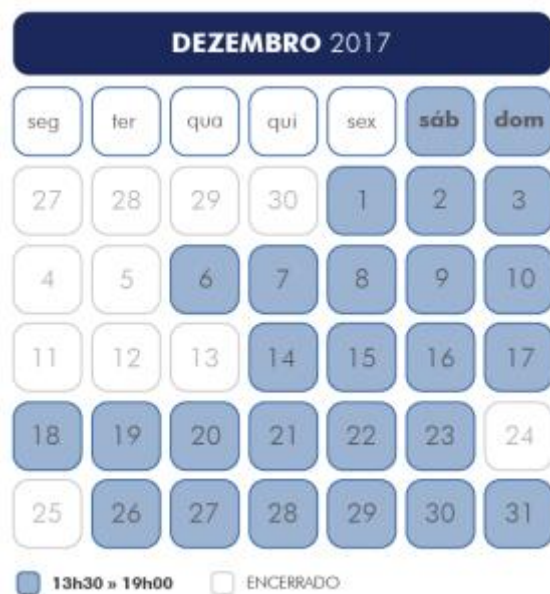 DEZEMBRO 2017
seg ter qua qui sex sáb dom
27 28 29 30 1 2 3
4 5 6 7 8 9 10
11 12 13 14 15 16 17
18 19 20 21 22 23 24
25 26 27 28 29 30 31
13h30 » 19h00 ENCERRADO